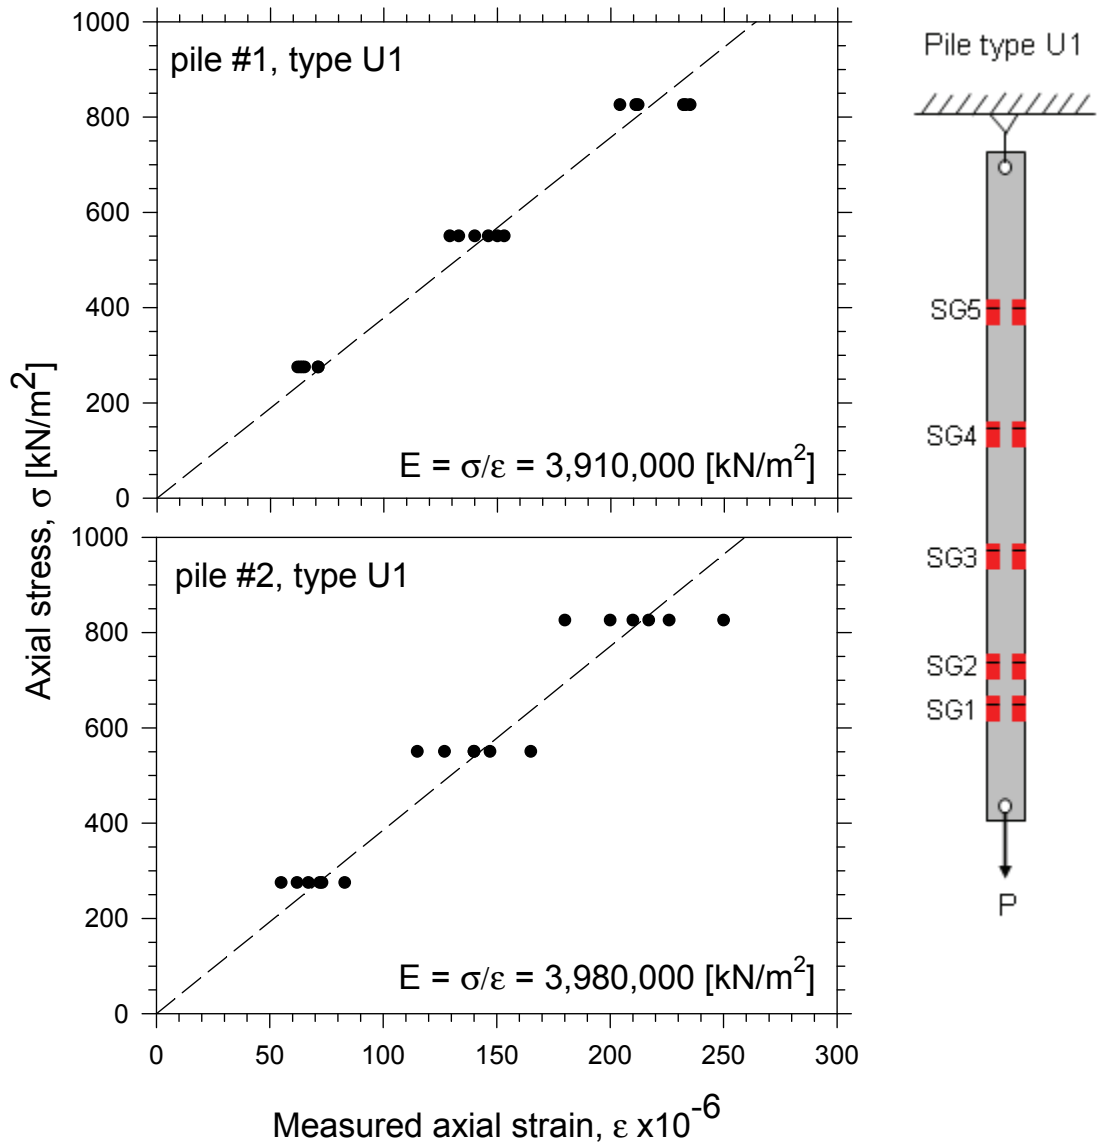 pile #1, type U1
1000
800
600
400
200
0
E = σ/ε = 3,910,000 [kN/m²]
Axial stress, σ [kN/m²]
pile #2, type U1
1000
800
600
400
200
0
E = σ/ε = 3,980,000 [kN/m²]
0 50 100 150 200 250 300
Measured axial strain, ε x10⁻⁶
Pile type U1
SG5
SG4
SG3
SG2
SG1
P